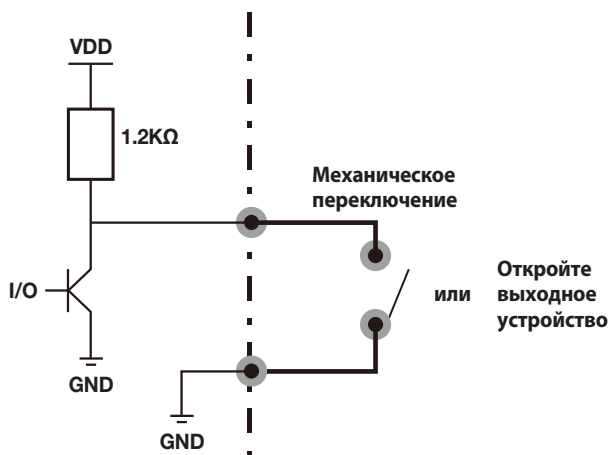 VDD
1.2KΩ
Механическое
переключение
I/O
или
Откройте
выходное
устройство
GND
GND